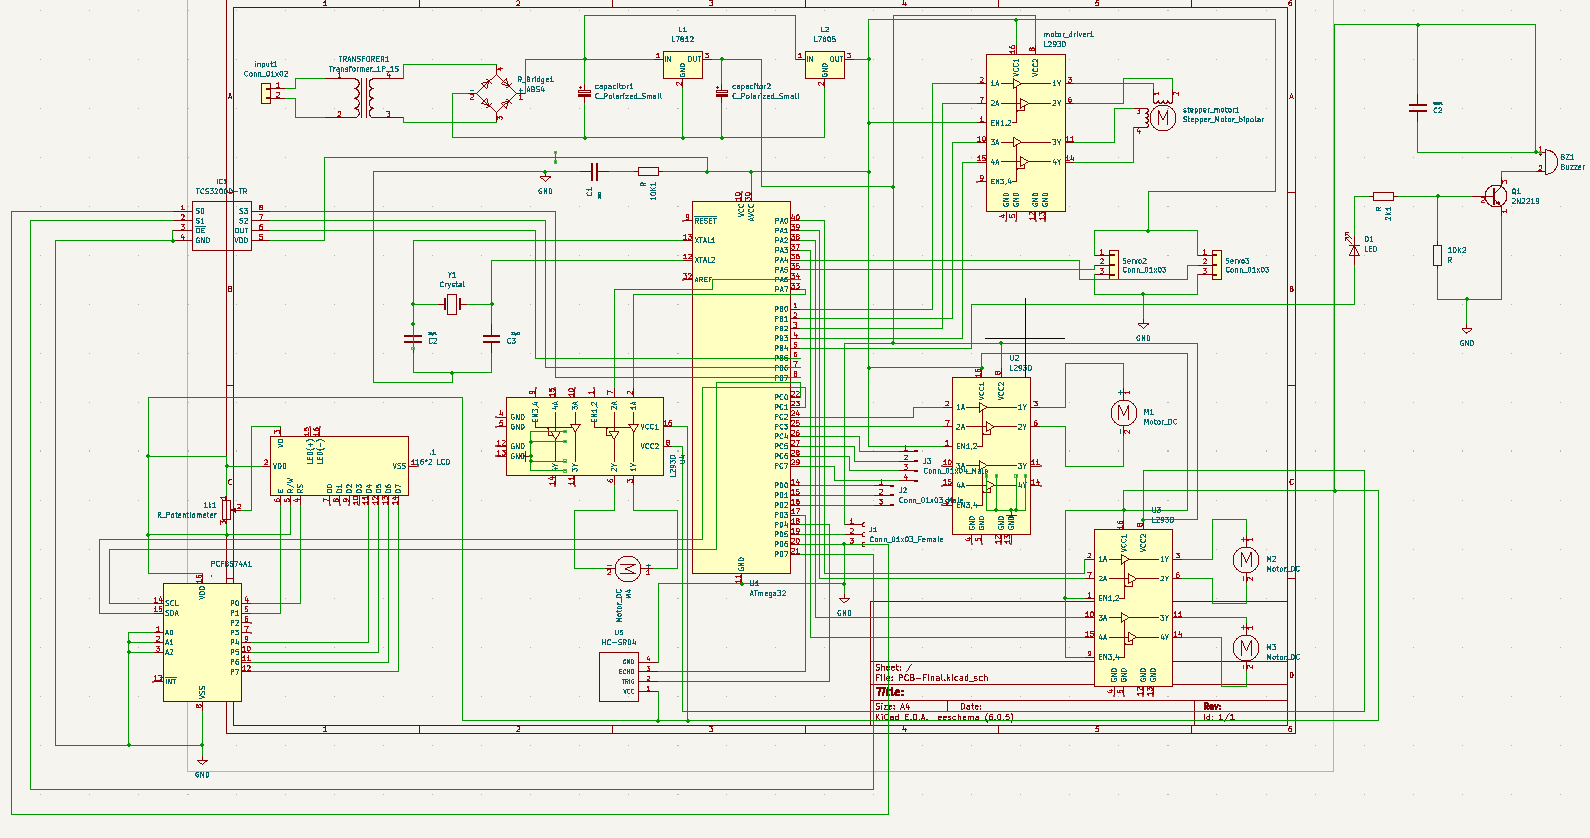 1 2 3 4 5 6
input1
Conn_01x02
TRANSFORER1
Transformer_1P_1S
R_Bridge1
ABS4
L1
L7812
IN OUT
GND
L2
L7805
IN OUT
GND
capacitor1
C_Polarized_Small
capacitor2
C_Polarized_Small
motor_driver1
L293D
VCC1 VCC2
1A 1Y
2A 2Y
EN1,2
3A 3Y
4A 4Y
EN3,4
GND GND GND GND
stepper_motor1
Stepper_Motor_bipolar
C2
BZ1
Buzzer
Q1
2N2219
R
2k1
D1
LED
10k2
R
GND
IC1
TCS3200D-TR
S0 S3
S1 S2
OE OUT
GND VDD
GND
C1
R
10K1
Y1
Crystal
C2
C3
VCC AVCC
RESET PA0
PA1
XTAL1 PA2
PA3
XTAL2 PA4
PA5
AREF PA6
PA7
PB0
PB1
PB2
PB3
PB4
PB5
PB6
PB7
PC0
PC1
PC2
PC3
PC4
PC5
PC6
PC7
PD0
PD1
PD2
PD3
PD4
PD5
PD6
PD7
GND
U1
ATmega32
Servo2
Conn_01x03
Servo3
Conn_01x03
GND
U2
L293D
VCC1 VCC2
1A 1Y
2A 2Y
EN1,2
3A 3Y
4A 4Y
EN3,4
GND GND GND GND
M1
Motor_DC
J3
Conn_01x04_Male
J2
Conn_01x03_Male
J1
Conn_01x03_Female
GND
EN3,4 4A 3A EN1,2 2A 1A
GND
GND
GND
GND
VCC1
VCC2
4Y 3Y 2Y 1Y
L293D
U4
Motor_DC
M4
U5
HC-SR04
GND
ECHO
TRIG
VCC
VO LED(+) LED(-)
VDD VSS
E R/W RS D0 D1 D2 D3 D4 D5 D6 D7
.1
16*2 LCD
1k1
R_Potentiometer
PCF8574A1
VDD
SCL P0
SDA P1
P2
A0 P3
A1 P4
A2 P5
P6
P7
INT
VSS
GND
U3
L293D
VCC1 VCC2
1A 1Y
2A 2Y
EN1,2
3A 3Y
4A 4Y
EN3,4
GND GND GND GND
M2
Motor_DC
M3
Motor_DC
Sheet: /
File: PCB-Final.kicad_sch
Title:
Size: A4 Date: Rev:
KiCad E.D.A. eeschema (6.0.5) Id: 1/1
1 2 3 4 5 6